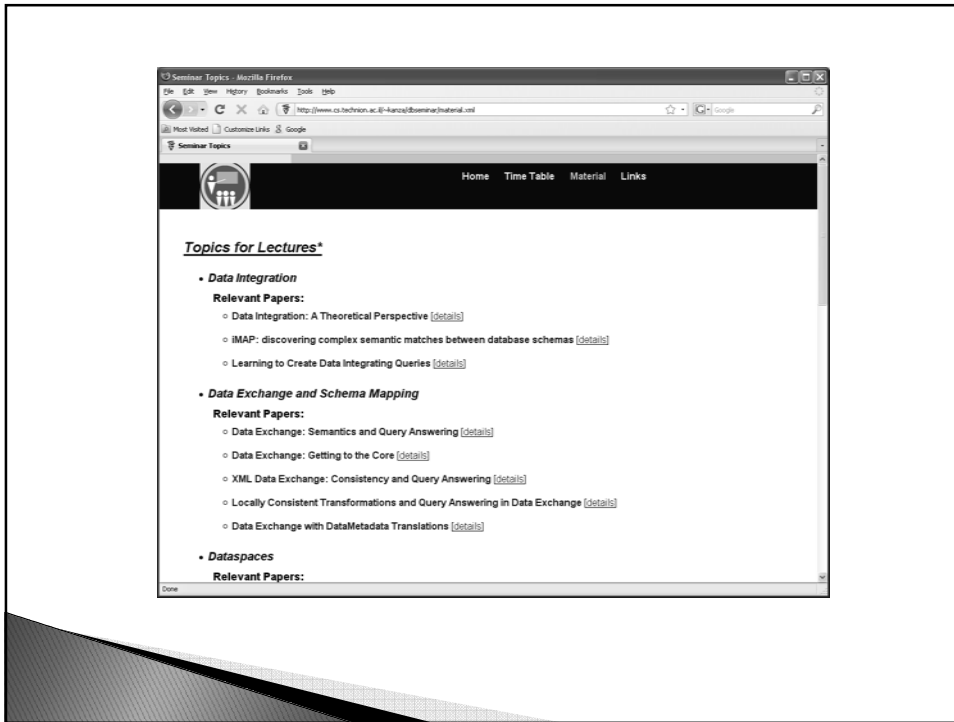 Seminar Topics - Mozilla Firefox
File Edit View History Bookmarks Tools Help
http://www.cs.technion.ac.il/~kanza/dbseminar/material.xml
Google
Most Visited Customize Links Google
Seminar Topics
Home Time Table Material Links
Topics for Lectures*
• Data Integration
Relevant Papers:
○ Data Integration: A Theoretical Perspective [details]
○ iMAP: discovering complex semantic matches between database schemas [details]
○ Learning to Create Data Integrating Queries [details]
• Data Exchange and Schema Mapping
Relevant Papers:
○ Data Exchange: Semantics and Query Answering [details]
○ Data Exchange: Getting to the Core [details]
○ XML Data Exchange: Consistency and Query Answering [details]
○ Locally Consistent Transformations and Query Answering in Data Exchange [details]
○ Data Exchange with DataMetadata Translations [details]
• Dataspaces
Relevant Papers:
Done